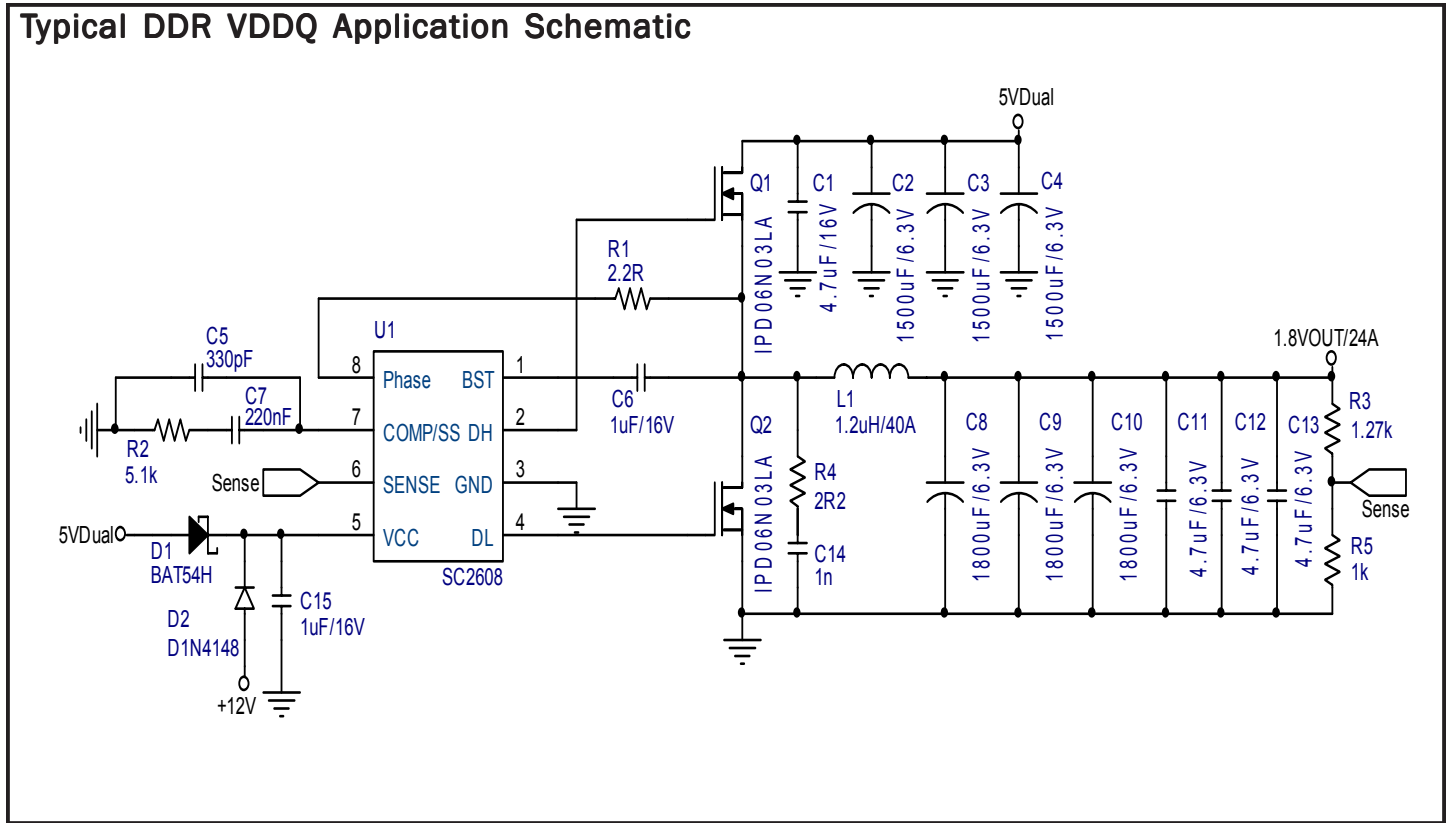 Typical DDR VDDQ Application Schematic
5VDual
Q1
IPD06N03LA
C1
4.7uF/16V
C2
1500uF/6.3V
C3
1500uF/6.3V
C4
1500uF/6.3V
R1
2.2R
U1
C5
330pF
C7
220nF
R2
5.1k
8
Phase
BST
1
7
COMP/SS
DH
2
6
SENSE
GND
3
5
VCC
DL
4
SC2608
Sense
5VDual
D1
BAT54H
D2
D1N4148
C15
1uF/16V
+12V
C6
1uF/16V
Q2
IPD06N03LA
L1
1.2uH/40A
R4
2R2
C14
1n
C8
1800uF/6.3V
C9
1800uF/6.3V
C10
1800uF/6.3V
C11
4.7uF/6.3V
C12
4.7uF/6.3V
C13
4.7uF/6.3V
1.8VOUT/24A
R3
1.27k
Sense
R5
1k